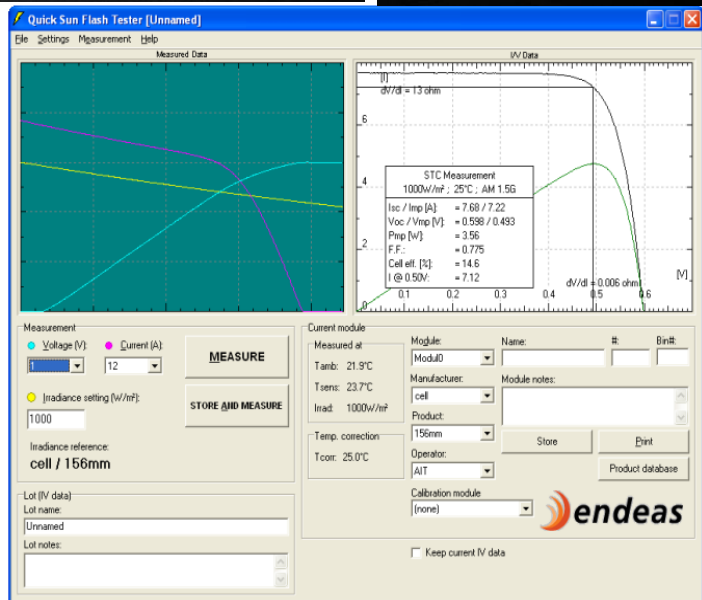 Quick Sun Flash Tester [Unnamed]
File Settings Measurement Help
Measured Data
I/V Data
[I]
dV/dI = 13 ohm
6
4
2
0
STC Measurement
1000W/m² ; 25°C ; AM 1.5G
Isc / Imp [A]: = 7.68 / 7.22
Voc / Vmp [V]: = 0.598 / 0.493
Pmp [W]: = 3.56
F.F.: = 0.775
Cell eff. [%]: = 14.6
I @ 0.50V: = 7.12
dV/dI = 0.006 ohm
[V]
0.1 0.2 0.3 0.4 0.5 0.6
Measurement
Voltage (V): Current (A):
1 12
MEASURE
Irradiance setting (W/m²):
1000
STORE AND MEASURE
Irradiance reference:
cell / 156mm
Lot (IV data)
Lot name:
Unnamed
Lot notes:
Current module
Measured at
Tamb: 21.9°C
Tsens: 23.7°C
Irrad: 1000W/m²
Temp. correction
Tcorr: 25.0°C
Module:
Modul0
Manufacturer:
cell
Product:
156mm
Operator:
AIT
Calibration module
(none)
Name: #: Bin#:
Module notes:
Store Print
Product database
endeas
Keep current IV data